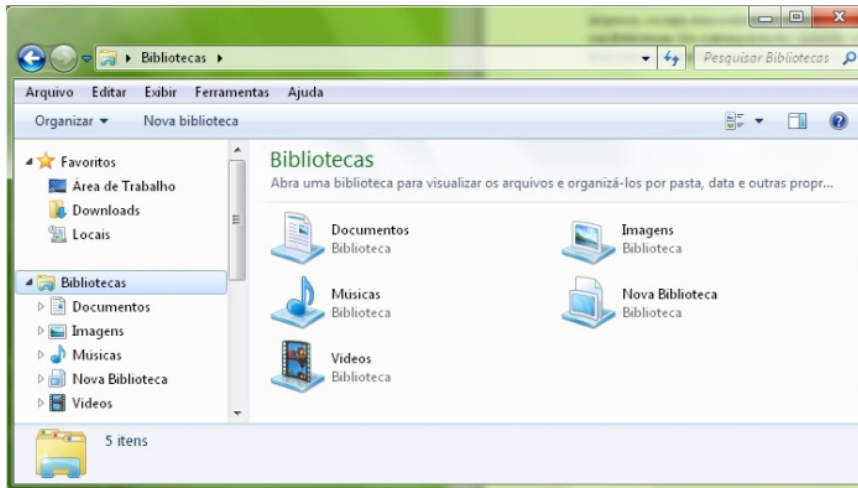 Bibliotecas
Pesquisar Bibliotecas
Arquivo Editar Exibir Ferramentas Ajuda
Organizar Nova biblioteca
Favoritos
Área de Trabalho
Downloads
Locais
Bibliotecas
Documentos
Imagens
Músicas
Nova Biblioteca
Vídeos
Bibliotecas
Abra uma biblioteca para visualizar os arquivos e organizá-los por pasta, data e outras propr...
Documentos
Biblioteca
Imagens
Biblioteca
Músicas
Biblioteca
Nova Biblioteca
Biblioteca
Vídeos
Biblioteca
5 itens